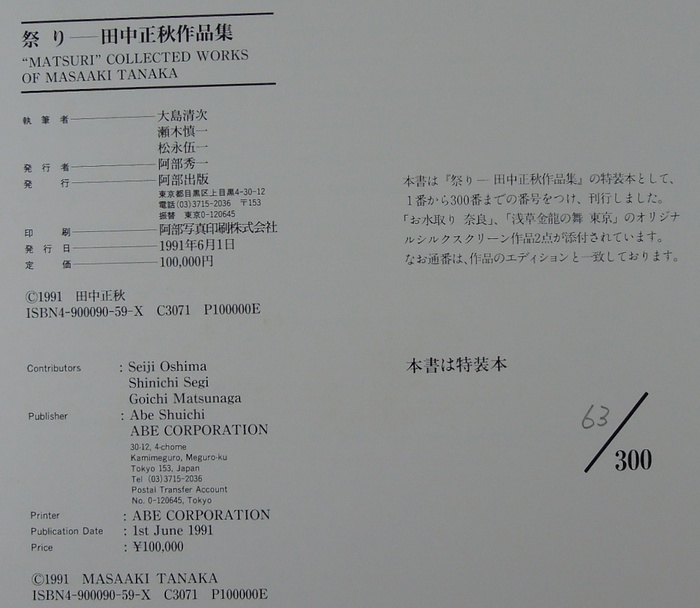 祭 り──田中正秋作品集
"MATSURI" COLLECTED WORKS
OF MASAAKI TANAKA
執 筆 者────大島清次
瀬木慎一
松永伍一
発 行 者────阿部秀一
発 行────阿部出版
東京都目黒区上目黒4-30-12
電話(03)3715-2036 〒153
振替 東京0-120645
印 刷────阿部写真印刷株式会社
発 行 日────1991年6月1日
定 価────100,000円
©1991 田中正秋
ISBN4-900090-59-X C3071 P100000E
Contributors : Seiji Oshima
Shinichi Segi
Goichi Matsunaga
Publisher : Abe Shuichi
ABE CORPORATION
30-12, 4-chome
Kamimeguro, Meguro-ku
Tokyo 153, Japan
Tel (03)3715-2036
Postal Transfer Account
No. 0-120645, Tokyo
Printer : ABE CORPORATION
Publication Date : 1st June 1991
Price : ¥100,000
©1991 MASAAKI TANAKA
ISBN4-900090-59-X C3071 P100000E
本書は『祭り─ 田中正秋作品集』の特装本として、
1番から300番までの番号をつけ、刊行しました。
「お水取り 奈良」、「浅草金龍の舞 東京」のオリジナ
ルシルクスクリーン作品2点が添付されています。
なお通番は、作品のエディションと一致しております。
本書は特装本
63/300